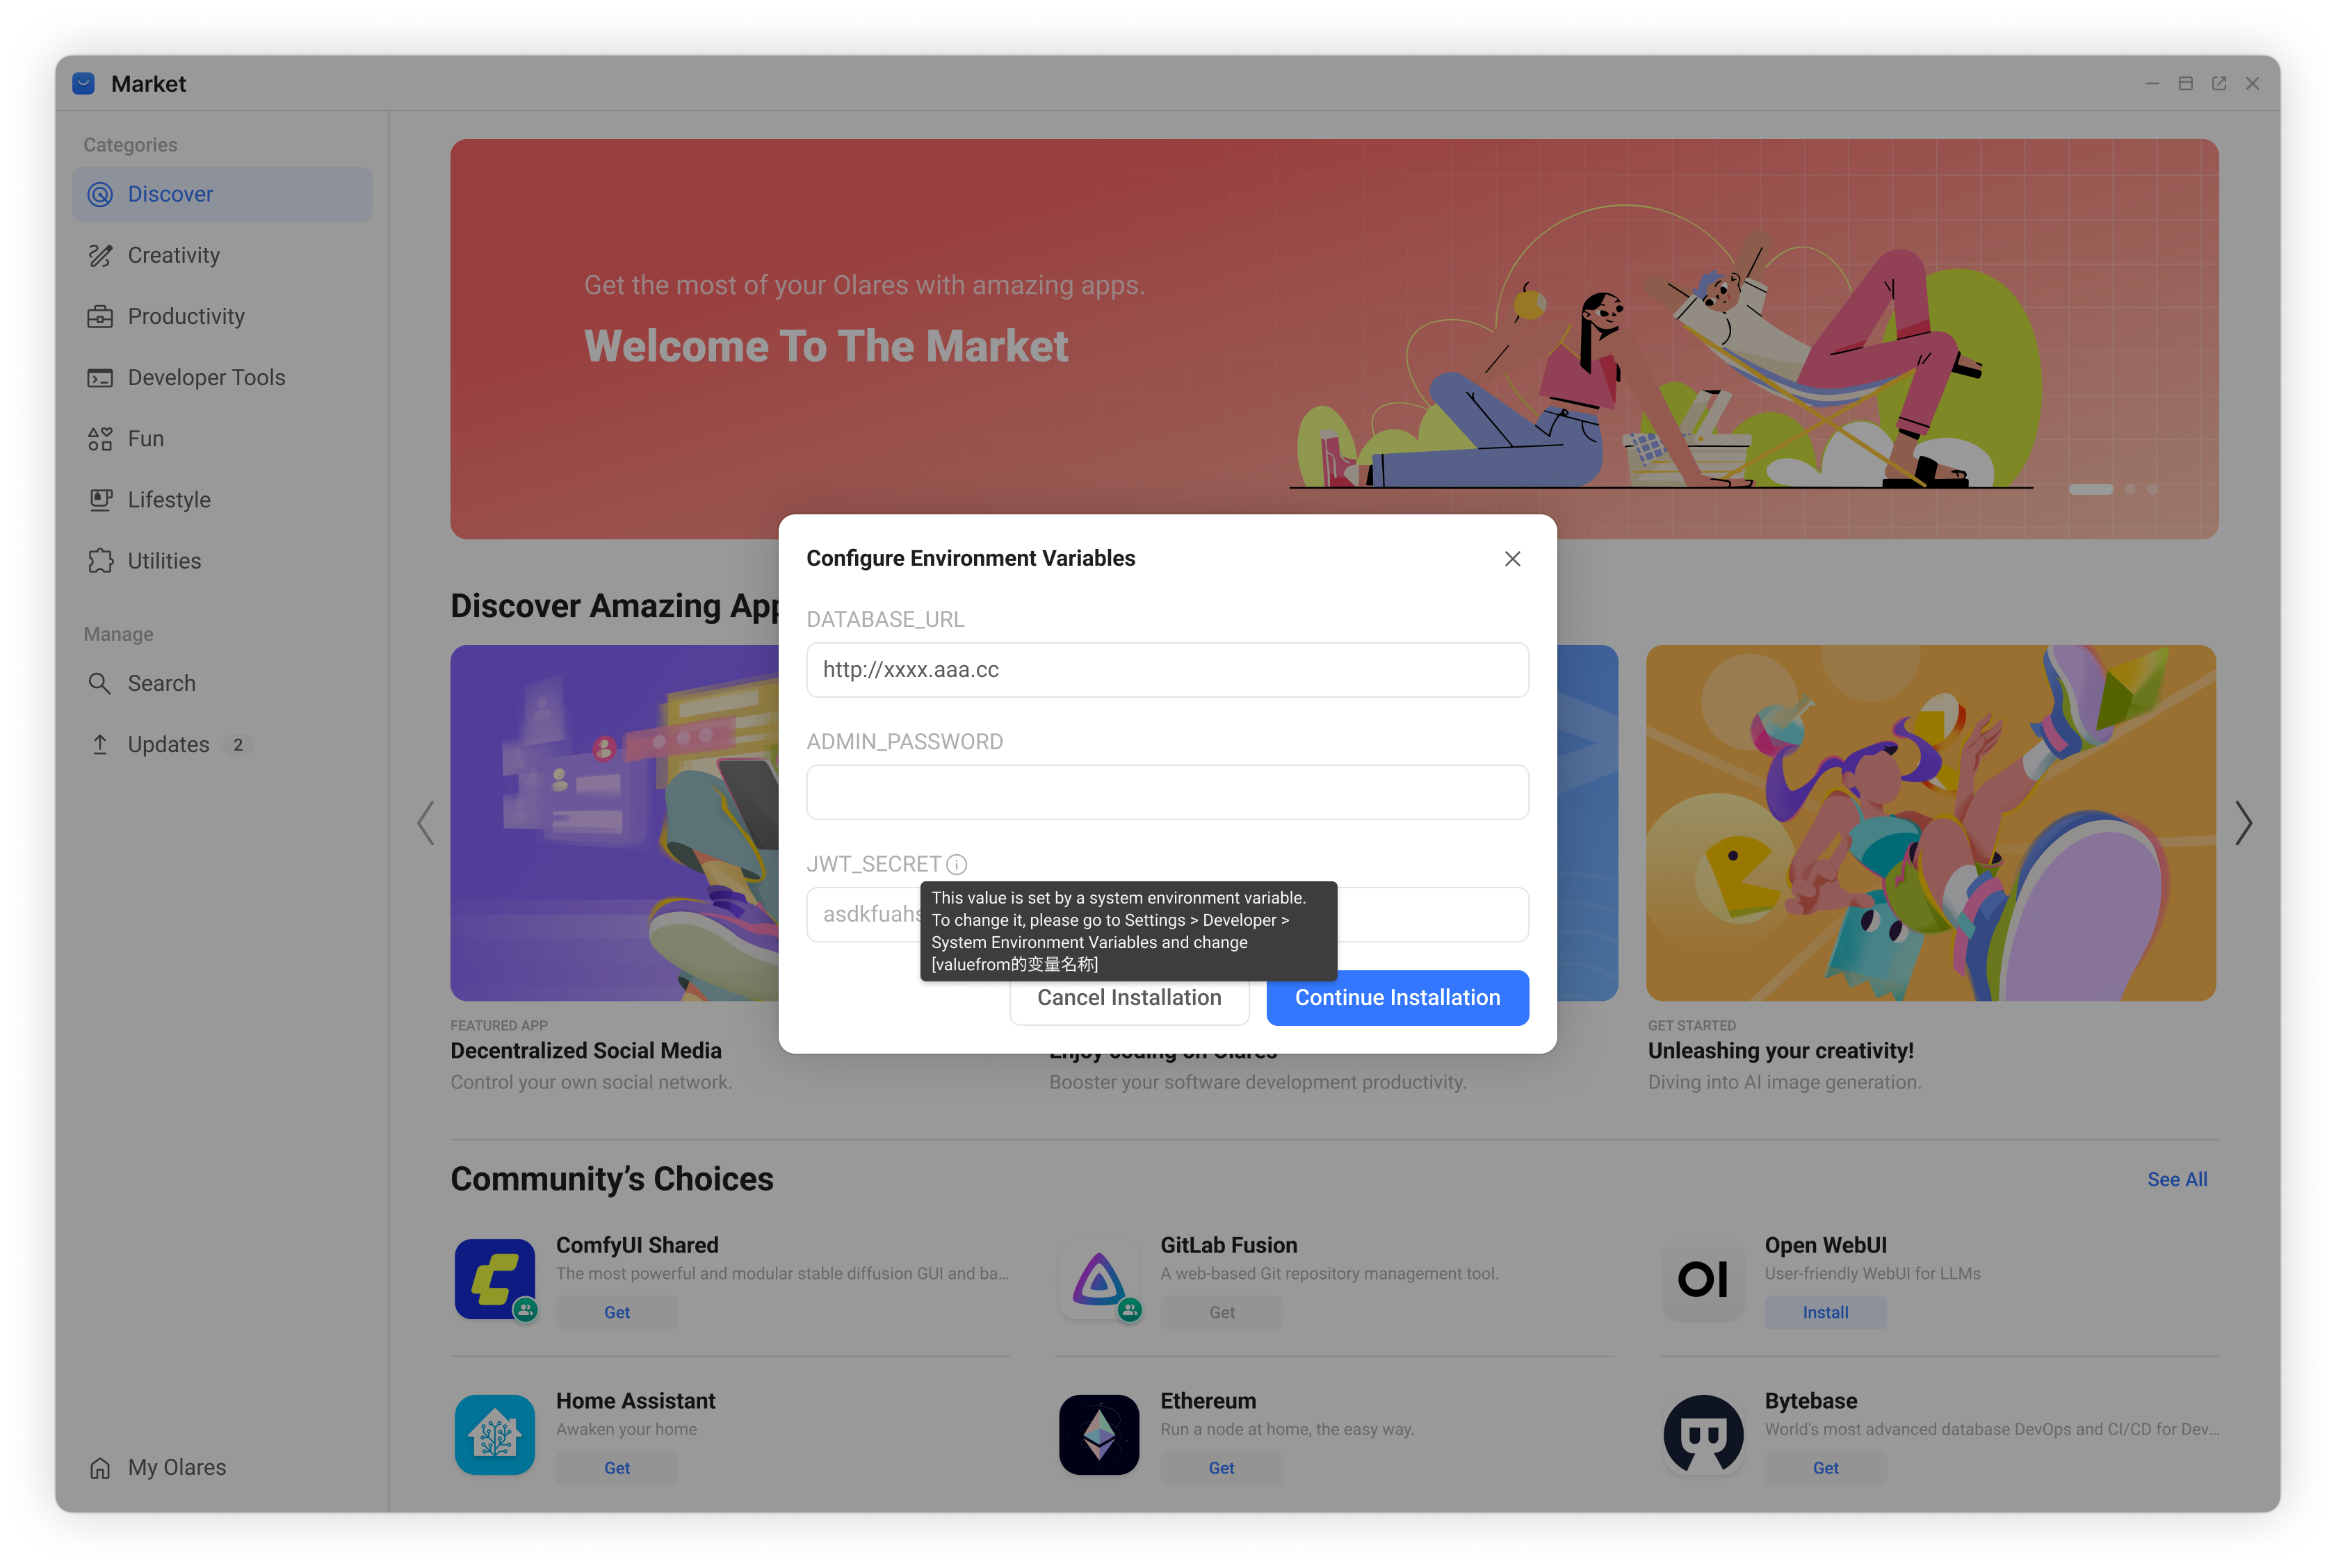 Market
Categories
Discover
Creativity
Productivity
Developer Tools
Fun
Lifestyle
Utilities
Manage
Search
Updates 2
My Olares
Get the most of your Olares with amazing apps.
Welcome To The Market
Discover Amazing App
Configure Environment Variables
DATABASE_URL
http://xxxx.aaa.cc
ADMIN_PASSWORD
JWT_SECRET
asdkfuahs
This value is set by a system environment variable.
To change it, please go to Settings > Developer >
System Environment Variables and change
[valuefrom的变量名称]
Cancel Installation
Continue Installation
FEATURED APP
Decentralized Social Media
Control your own social network.
Enjoy coding on Olares
Booster your software development productivity.
GET STARTED
Unleashing your creativity!
Diving into AI image generation.
Community’s Choices
See All
ComfyUI Shared
The most powerful and modular stable diffusion GUI and ba...
Get
GitLab Fusion
A web-based Git repository management tool.
Get
OI
Open WebUI
User-friendly WebUI for LLMs
Install
Home Assistant
Awaken your home
Get
Ethereum
Run a node at home, the easy way.
Get
Bytebase
World's most advanced database DevOps and CI/CD for Dev...
Get